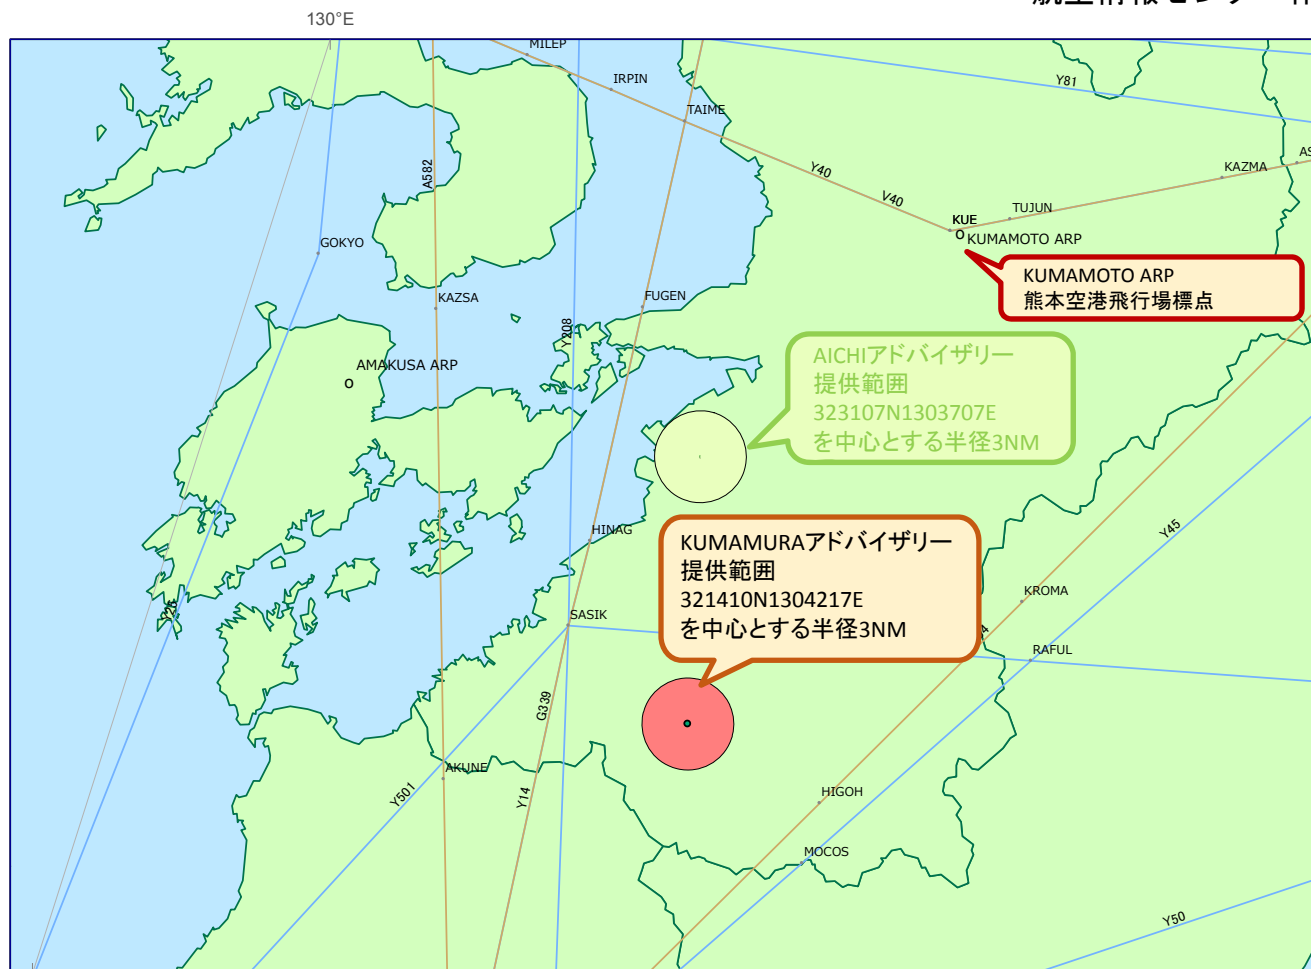 130°E
MILEP
IRPIN
TAIME
Y81
A582
Y40
V40
KAZMA
TUJUN
KUE
KUMAMOTO ARP
GOKYO
KUMAMOTO ARP
熊本空港飛行場標点
KAZSA
FUGEN
Y208
AMAKUSA ARP
AICHIアドバイザリー
提供範囲
323107N1303707E
を中心とする半径3NM
HINAG
KUMAMURAアドバイザリー
提供範囲
321410N1304217E
を中心とする半径3NM
Y45
KROMA
SASIK
RAFUL
G339
AKUNE
Y501
Y14
HIGOH
MOCOS
Y50